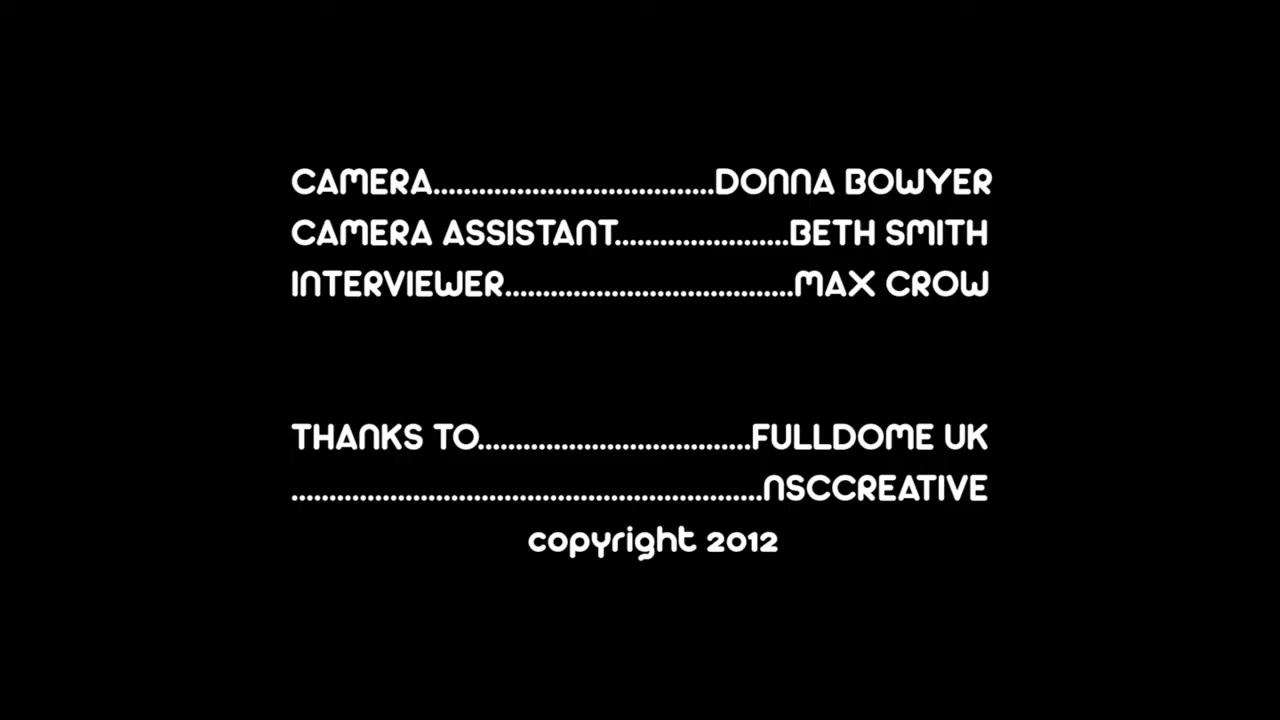 CAMERA......................................DONNA BOWYER
CAMERA ASSISTANT.......................BETH SMITH
INTERVIEWER.......................................MAX CROW
THANKS TO.....................................FULLDOME UK
................................................................NSCCREATIVE
copyright 2012